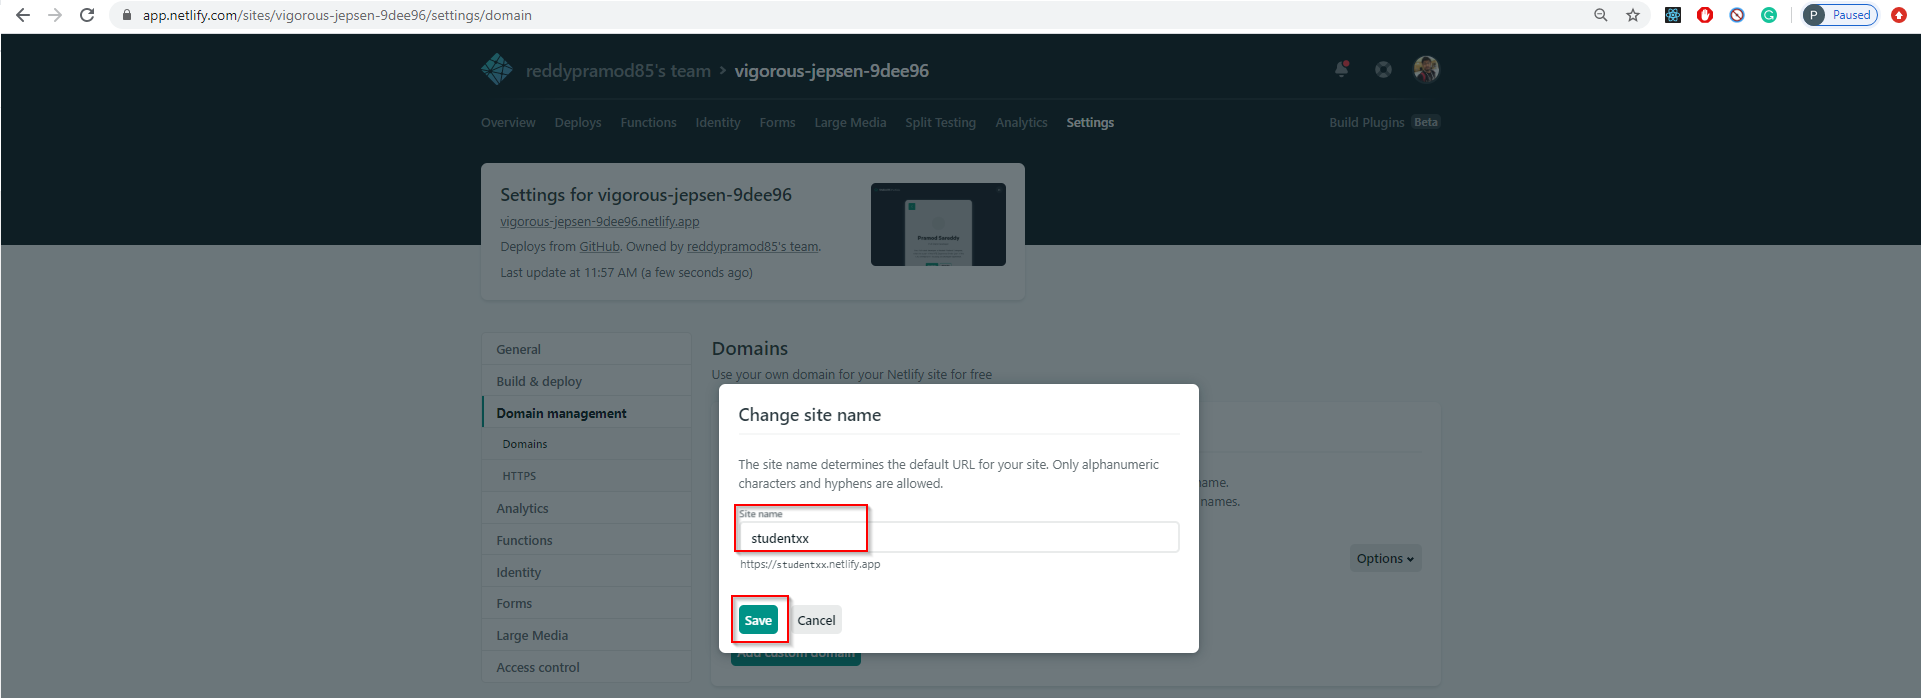 app.netlify.com/sites/vigorous-jepsen-9dee96/settings/domain
P Paused
reddypramod85's team > vigorous-jepsen-9dee96
Overview Deploys Functions Identity Forms Large Media Split Testing Analytics Settings Build Plugins Beta
Settings for vigorous-jepsen-9dee96
vigorous-jepsen-9dee96.netlify.app
Deploys from GitHub. Owned by reddypramod85's team.
Last update at 11:57 AM (a few seconds ago)
General
Build & deploy
Domain management
Domains
HTTPS
Analytics
Functions
Identity
Forms
Large Media
Access control
Domains
Use your own domain for your Netlify site for free
Change site name
The site name determines the default URL for your site. Only alphanumeric
characters and hyphens are allowed.
Site name
studentxx
https://studentxx.netlify.app
Save Cancel
names.
Options
Add custom domain